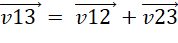 v13 = v12 + v23